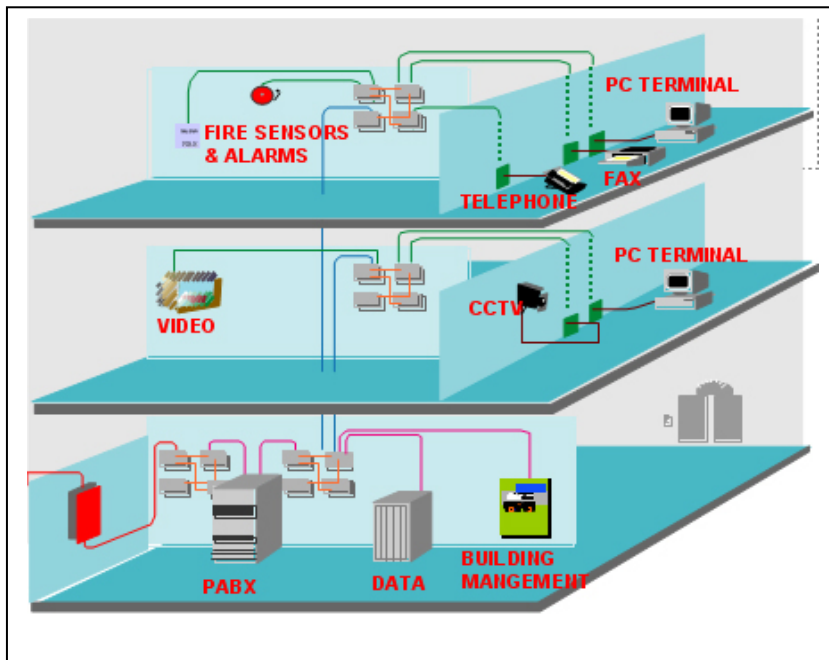 PC TERMINAL
FIRE SENSORS
& ALARMS
FAX
TELEPHONE
PC TERMINAL
CCTV
VIDEO
BUILDING
MANGEMENT
DATA
PABX